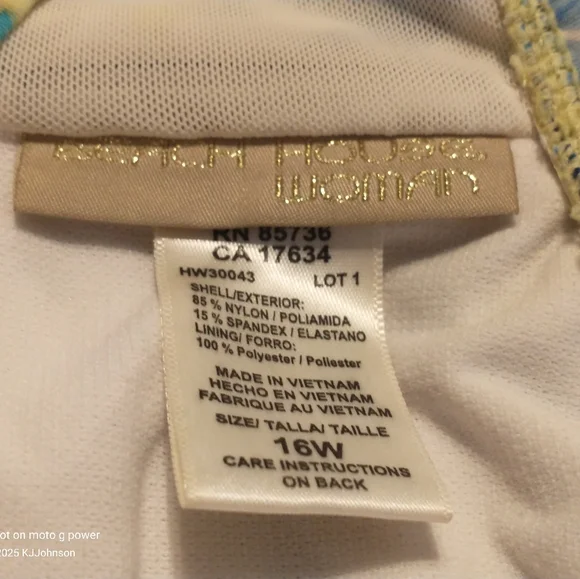 BEACH HOUSE
WOMAN
RN 85736
CA 17634
HW30043 LOT 1
SHELL/EXTERIOR:
85 % NYLON / POLIAMIDA
15 % SPANDEX / ELASTANO
LINING/ FORRO:
100 % Polyester / Poliester
MADE IN VIETNAM
HECHO EN VIETNAM
FABRIQUE AU VIETNAM
SIZE/ TALLA/ TAILLE
16W
CARE INSTRUCTIONS
ON BACK
ot on moto g power
2025 K.JJohnson